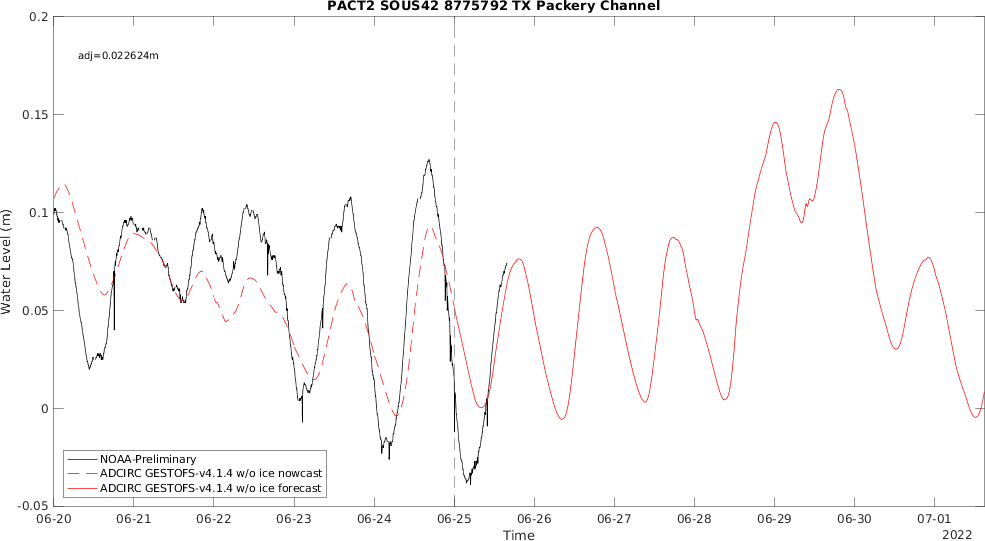 PACT2 SOUS42 8775792 TX Packery Channel
0.2
adj=0.022624m
0.15
0.1
0.05
0
-0.05
Water Level (m)
NOAA-Preliminary
ADCIRC GESTOFS-v4.1.4 w/o ice nowcast
ADCIRC GESTOFS-v4.1.4 w/o ice forecast
06-20 06-21 06-22 06-23 06-24 06-25 06-26 06-27 06-28 06-29 06-30 07-01
Time
2022